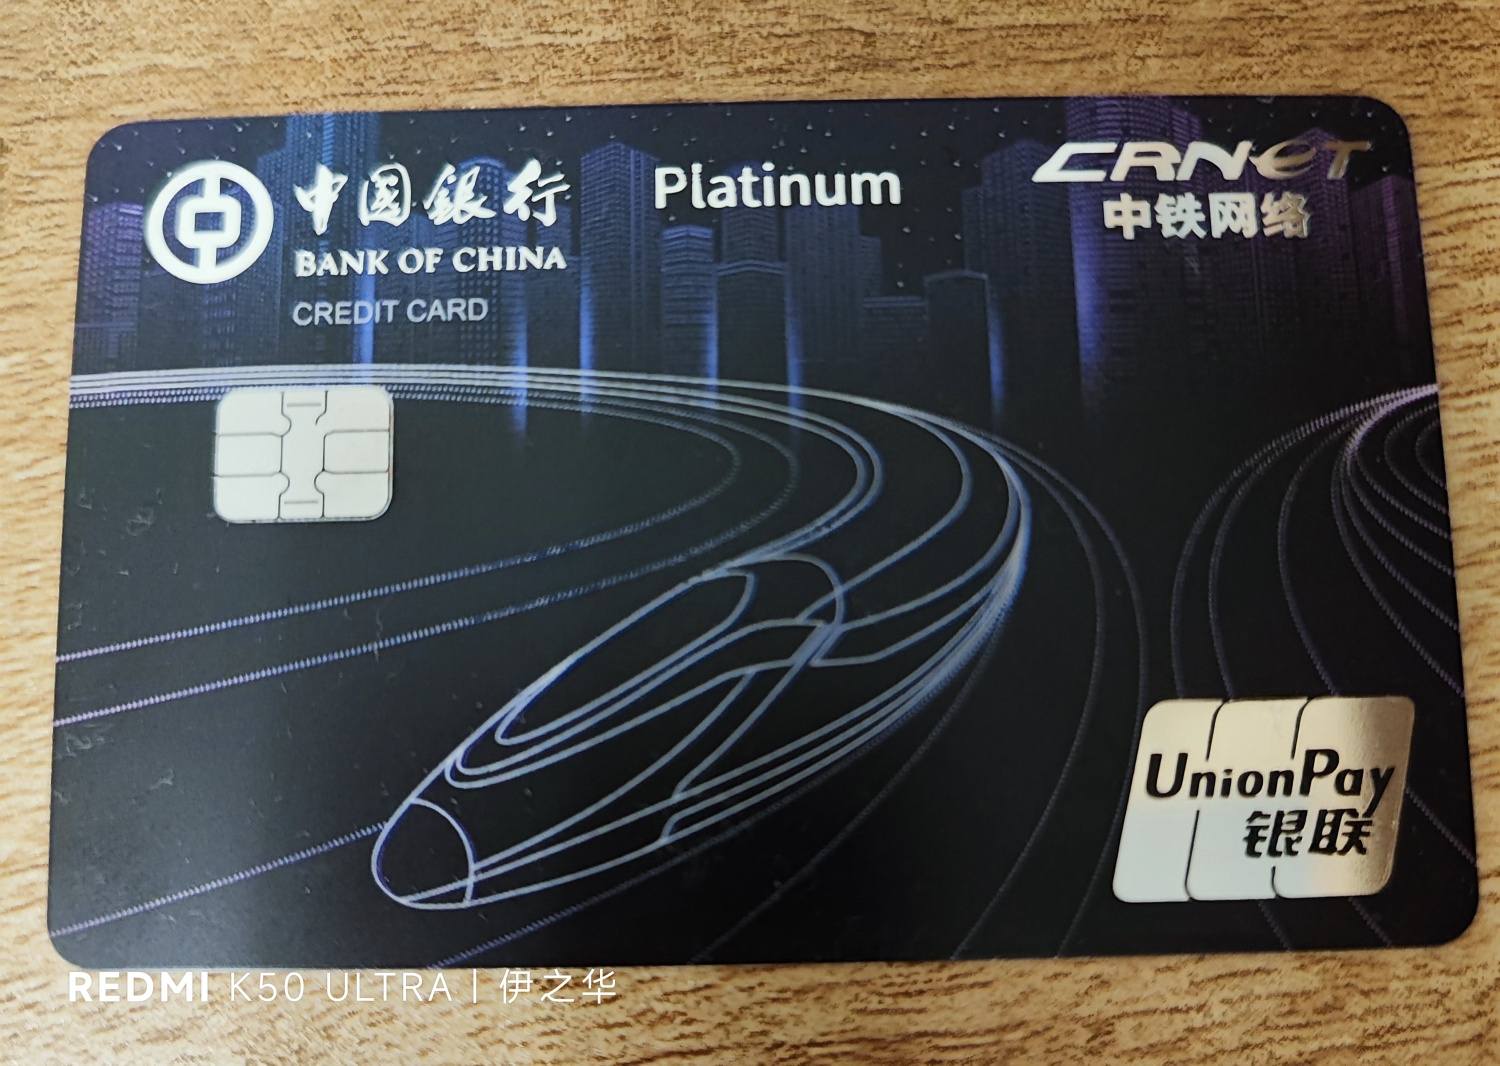 中国銀行
BANK OF CHINA
CREDIT CARD
Platinum
CRNET
中铁网络
UnionPay
银联
REDMI K50 ULTRA | 伊之华